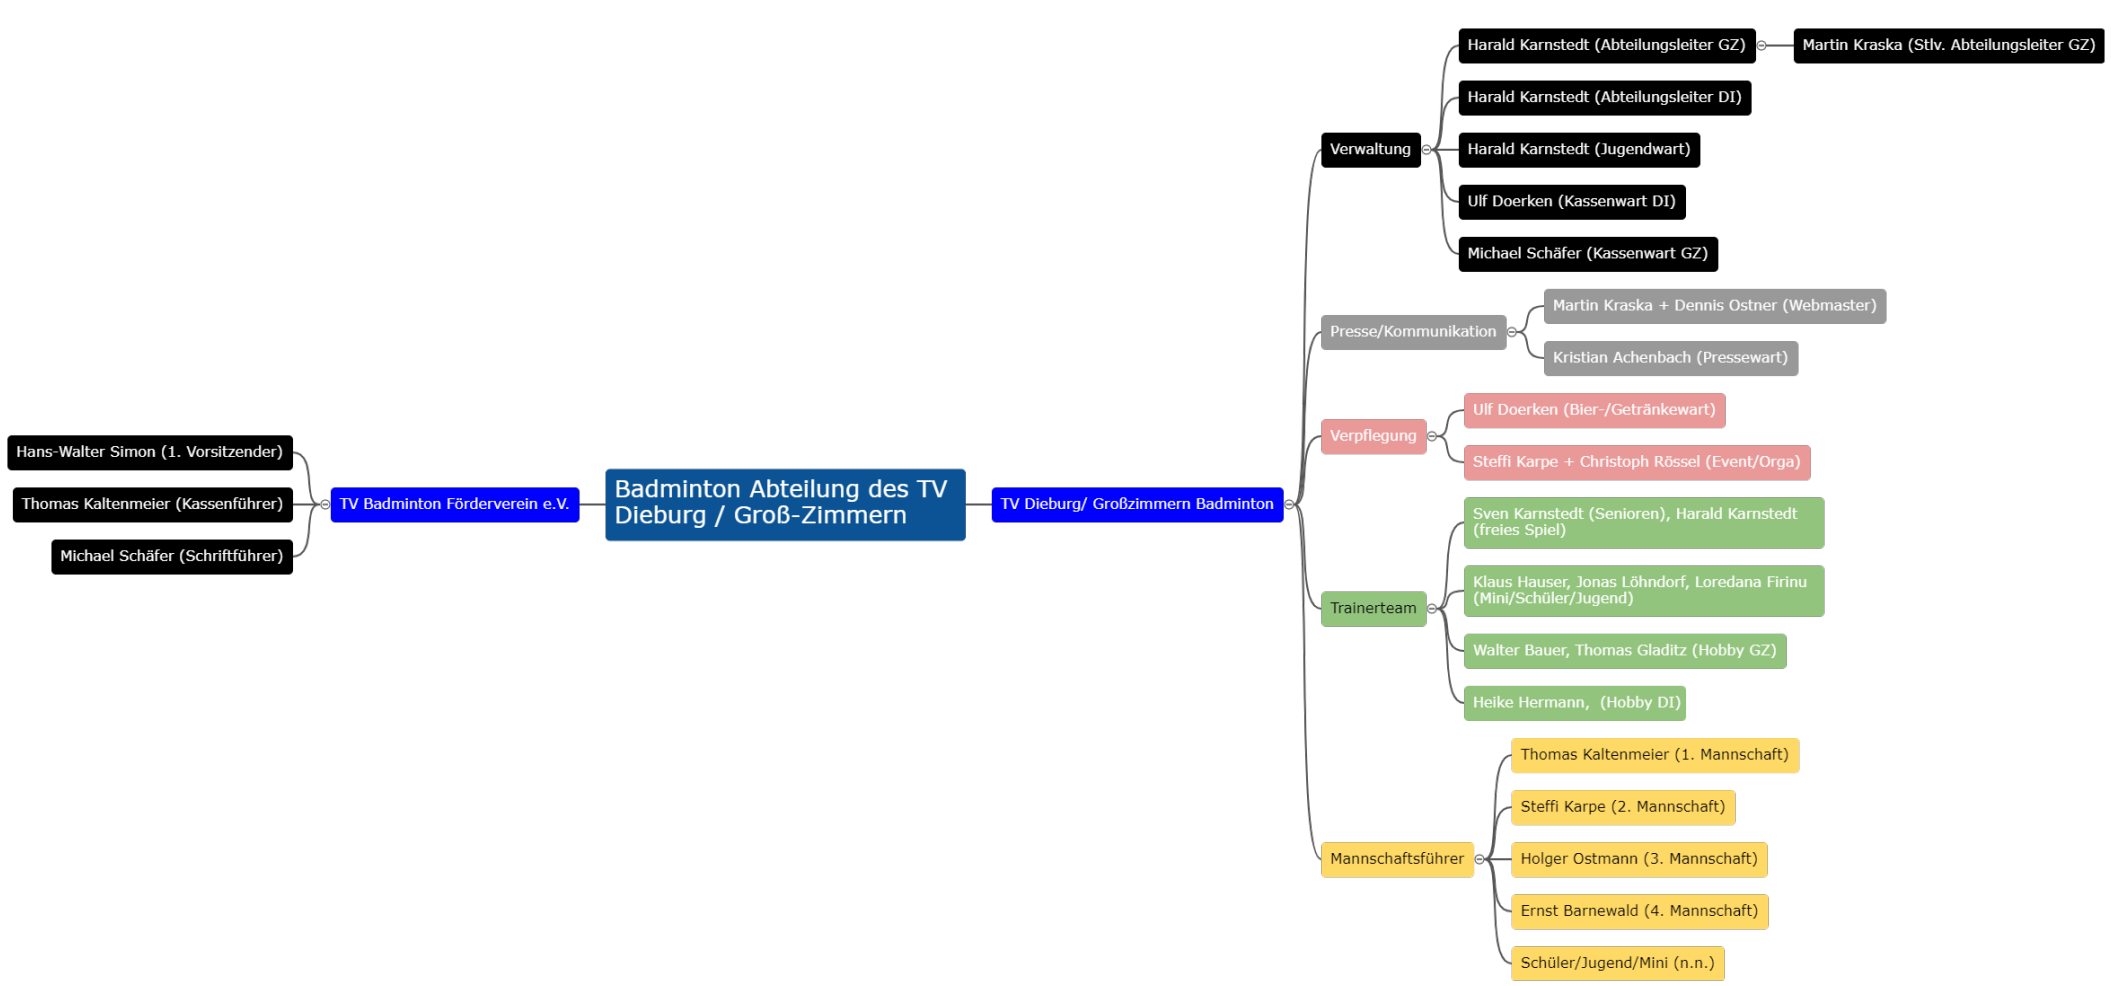 Hans-Walter Simon (1. Vorsitzender)
Thomas Kaltenmeier (Kassenführer)
Michael Schäfer (Schriftführer)
TV Badminton Förderverein e.V.
Badminton Abteilung des TV
Dieburg / Groß-Zimmern
TV Dieburg/ Großzimmern Badminton
Verwaltung
Harald Karnstedt (Abteilungsleiter GZ)
Martin Kraska (Stlv. Abteilungsleiter GZ)
Harald Karnstedt (Abteilungsleiter DI)
Harald Karnstedt (Jugendwart)
Ulf Doerken (Kassenwart DI)
Michael Schäfer (Kassenwart GZ)
Presse/Kommunikation
Martin Kraska + Dennis Ostner (Webmaster)
Kristian Achenbach (Pressewart)
Verpflegung
Ulf Doerken (Bier-/Getränkewart)
Steffi Karpe + Christoph Rössel (Event/Orga)
Trainerteam
Sven Karnstedt (Senioren), Harald Karnstedt
(freies Spiel)
Klaus Hauser, Jonas Löhndorf, Loredana Firinu
(Mini/Schüler/Jugend)
Walter Bauer, Thomas Gladitz (Hobby GZ)
Heike Hermann,  (Hobby DI)
Mannschaftsführer
Thomas Kaltenmeier (1. Mannschaft)
Steffi Karpe (2. Mannschaft)
Holger Ostmann (3. Mannschaft)
Ernst Barnewald (4. Mannschaft)
Schüler/Jugend/Mini (n.n.)